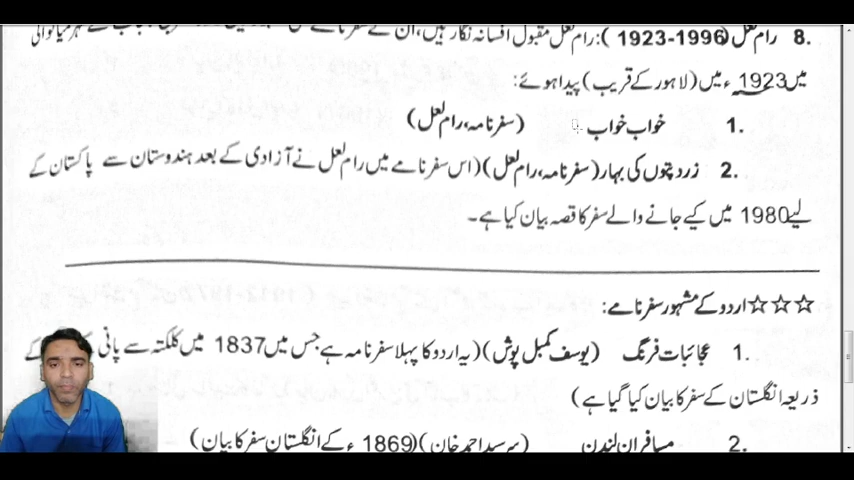 8. رام لعل (1923-1996): رام لعل مقبول افسانہ نگار ہیں، ان کے سفرنامے
میں 1923ء میں (لاہور کے قریب) پیدا ہوئے:
1. خواب خواب (سفرنامہ، رام لعل)
2. زرد پتوں کی بہار (سفرنامہ، رام لعل) (اس سفرنامے میں رام لعل نے آزادی کے بعد ہندوستان سے پاکستان کے
لیے 1980 میں کیے جانے والے سفر کا قصہ بیان کیا ہے۔
☆☆☆ اردو کے مشہور سفرنامے:
1. عجائبات فرنگ (یوسف کمبل پوش) (یہ اردو کا پہلا سفرنامہ ہے جس میں 1837 میں کلکتہ سے پانی کے
ذریعہ انگلستان کے سفر کا بیان کیا گیا ہے)
2. مسافران لندن (سرسید احمد خان) (1869ء کے انگلستان سفر کا بیان)